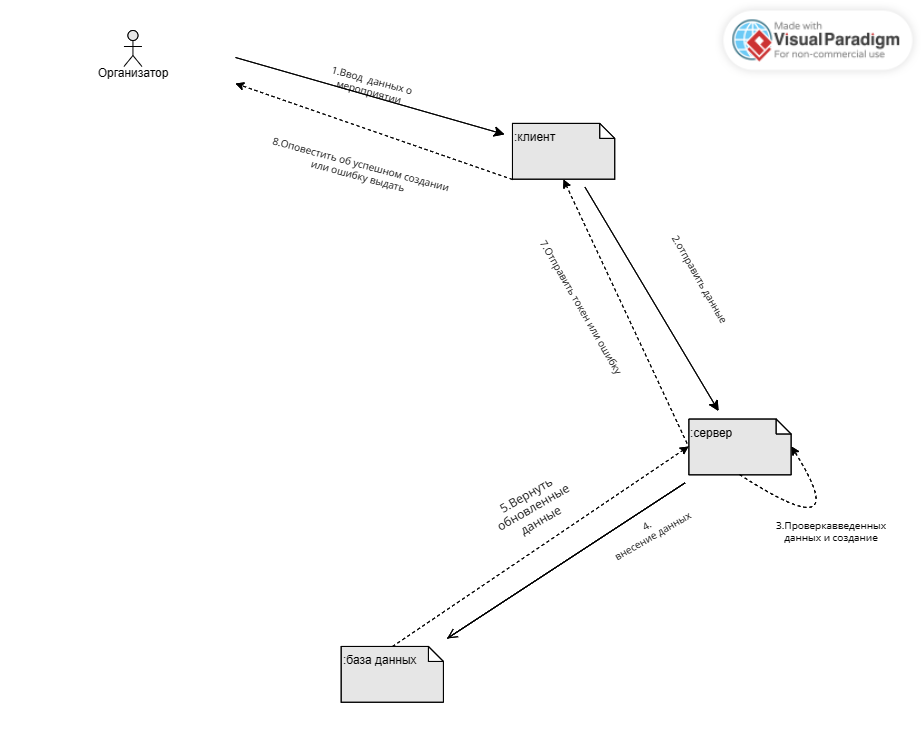 Made with
VisualParadigm
For non-commercial use
Организатор
1.Ввод данных о
мероприятии
:клиент
8.Оповестить об успешном создании
или ошибку выдать
2.отправить данные
7.Отправить токен или ошибку
:сервер
5.Вернуть
обновленные
данные
4.
внесение данных
3.Проверкавведенных
данных и создание
:база данных